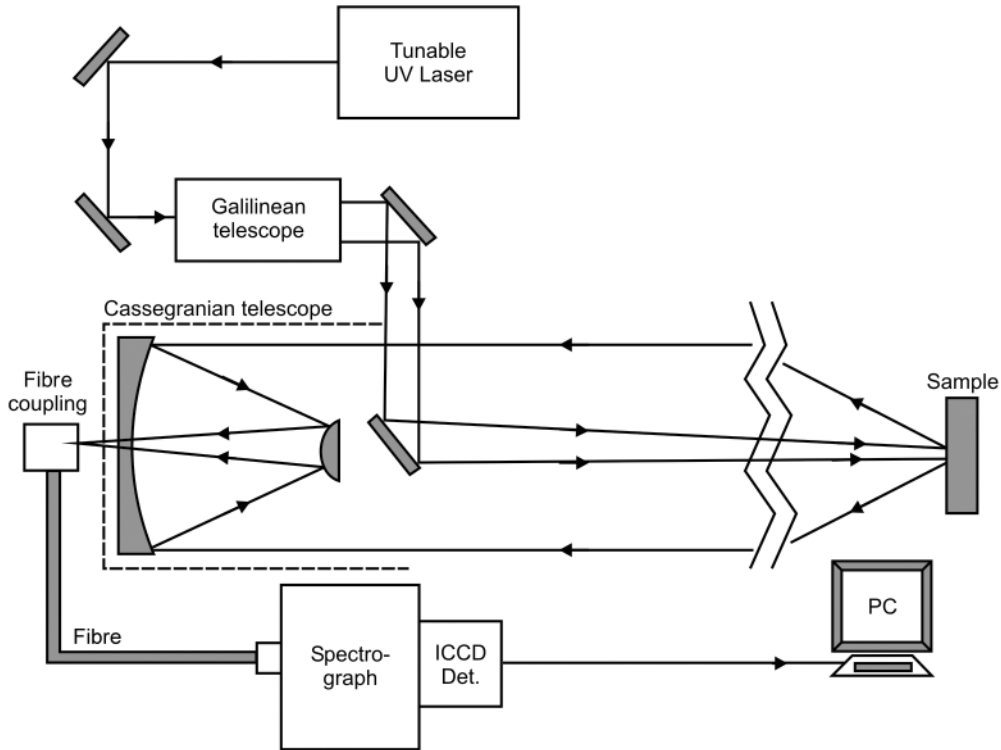 Tunable
UV Laser
Galilinean
telescope
Cassegranian telescope
Fibre
coupling
Sample
PC
Fibre
Spectro-
graph
ICCD
Det.